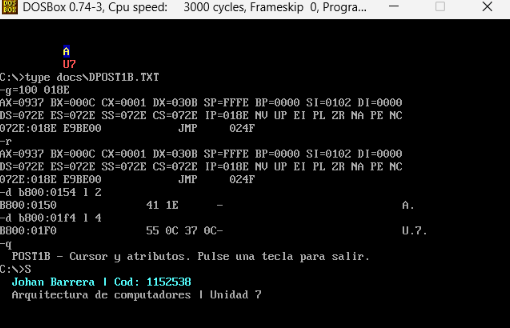 DOSBox 0.74-3, Cpu speed: 3000 cycles, Frameskip 0, Progra...
A
U7
C:\>type docs\DPOST1B.TXT
-g=100 018E
AX=0937 BX=000C CX=0001 DX=030B SP=FFFE BP=0000 SI=0102 DI=0000
DS=072E ES=072E SS=072E CS=072E IP=018E NV UP EI PL ZR NA PE NC
072E:018E E9BE00 JMP 024F
-r
AX=0937 BX=000C CX=0001 DX=030B SP=FFFE BP=0000 SI=0102 DI=0000
DS=072E ES=072E SS=072E CS=072E IP=018E NV UP EI PL ZR NA PE NC
072E:018E E9BE00 JMP 024F
-d b800:0154 l 2
B800:0150 41 1E - A.
-d b800:01f4 l 4
B800:01F0 55 0C 37 0C- U.7.
-q
POST1B - Cursor y atributos. Pulse una tecla para salir.
C:\>S
Johan Barrera | Cod: 1152538
Arquitectura de computadores | Unidad 7